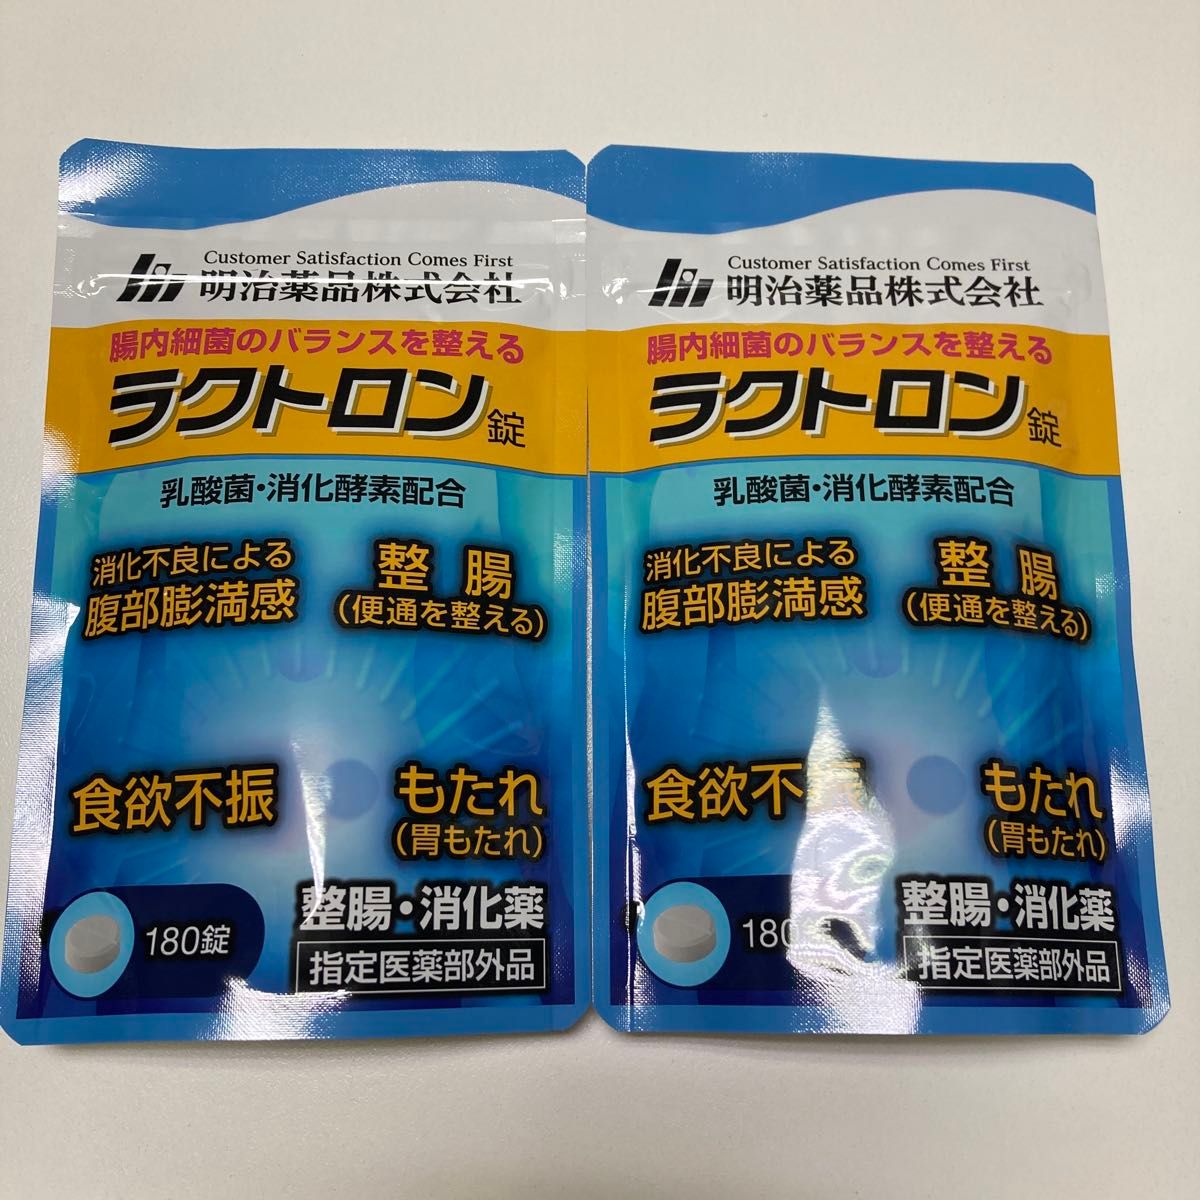 Customer Satisfaction Comes First
明治薬品株式会社
腸内細菌のバランスを整える
ラクトロン錠
乳酸菌・消化酵素配合
消化不良による
腹部膨満感
整腸
(便通を整える)
食欲不振
もたれ
(胃もたれ)
180錠
整腸・消化薬
指定医薬部外品
Customer Satisfaction Comes First
明治薬品株式会社
腸内細菌のバランスを整える
ラクトロン錠
乳酸菌・消化酵素配合
消化不良による
腹部膨満感
整腸
(便通を整える)
食欲不振
もたれ
(胃もたれ)
180
整腸・消化薬
指定医薬部外品